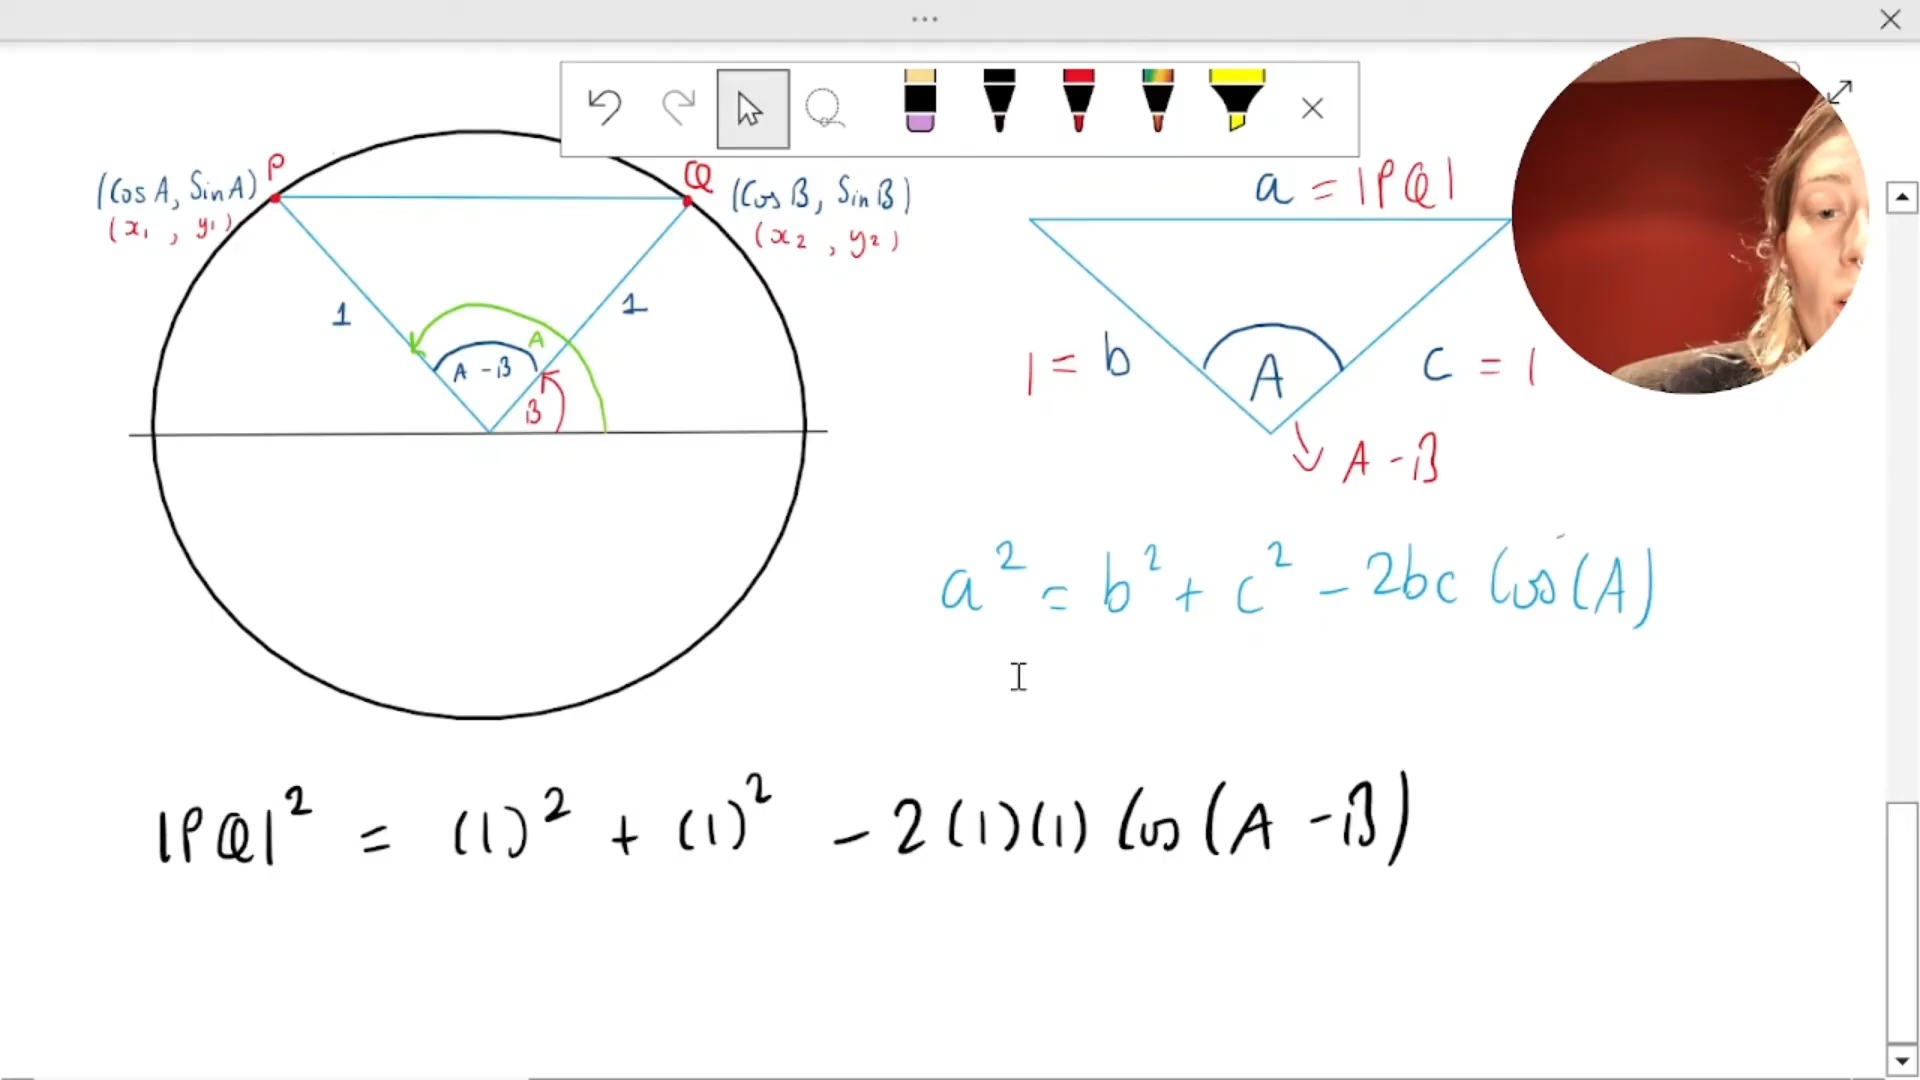 P
(Cos A, Sin A)
(x₁, y₁)
Q
(Cos B, Sin B)
(x₂, y₂)
1
1
A
A - B
B
a = |PQ|
1 = b
A
c = 1
A - B
a² = b² + c² - 2bc Cos(A)
|PQ|² = (1)² + (1)² - 2(1)(1) Cos(A - B)